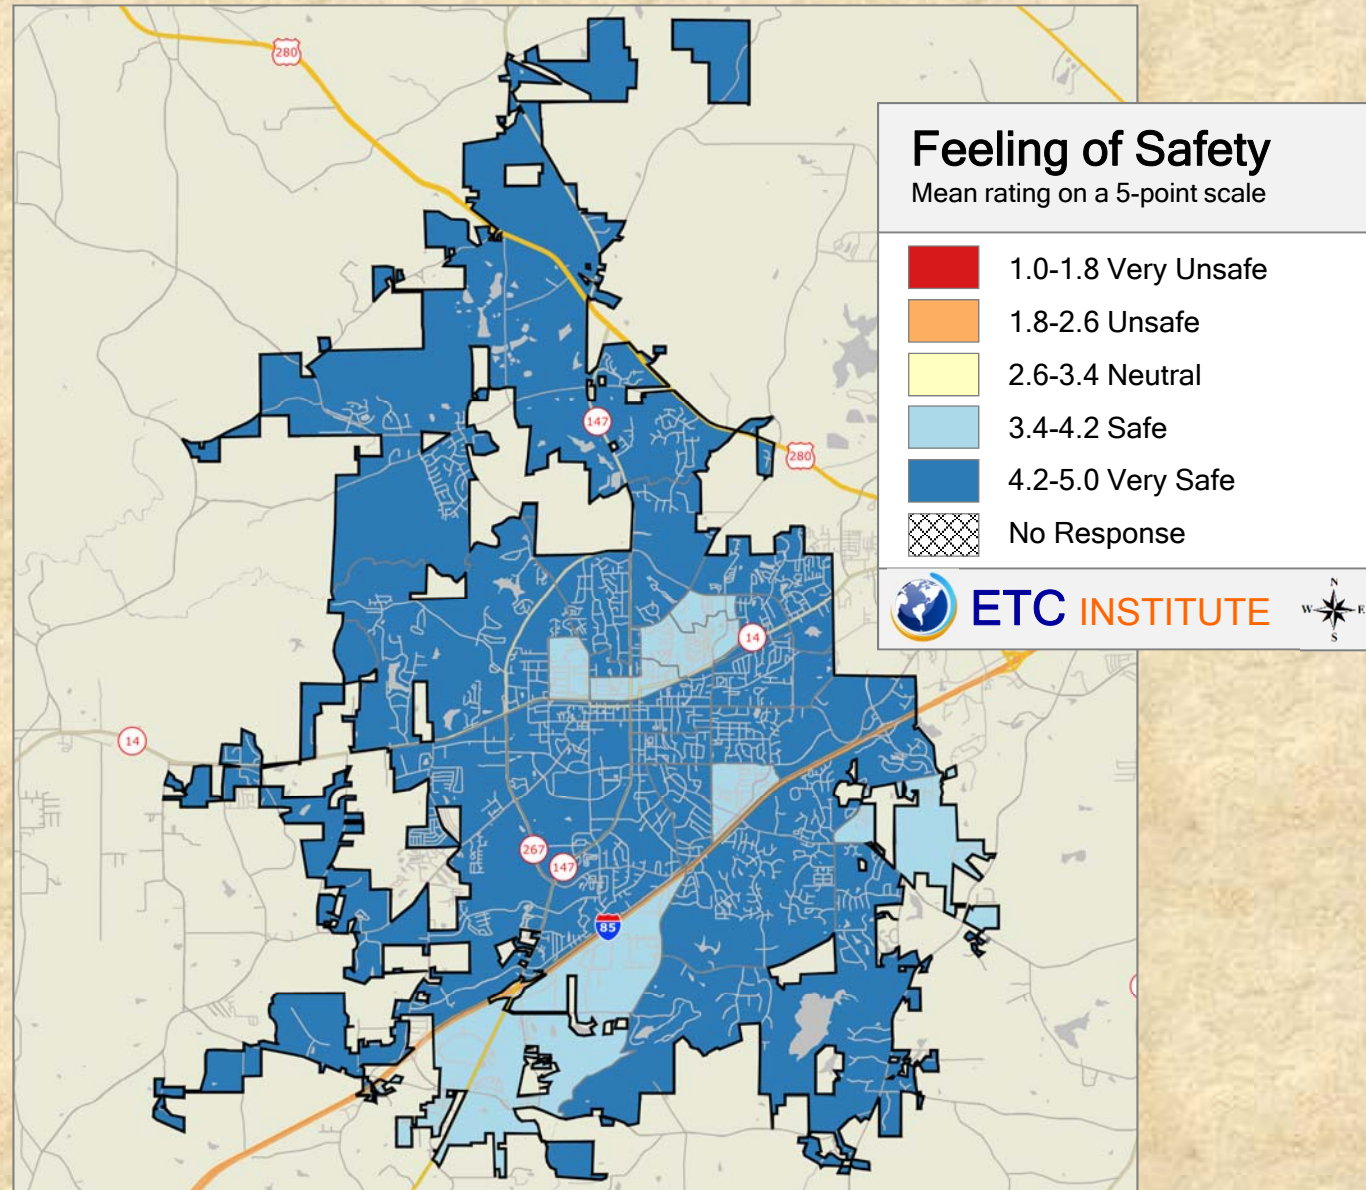 280
Feeling of Safety
Mean rating on a 5-point scale
1.0-1.8 Very Unsafe
1.8-2.6 Unsafe
2.6-3.4 Neutral
3.4-4.2 Safe
4.2-5.0 Very Safe
No Response
ETC INSTITUTE
N
W E
S
147
280
14
14
267
147
85